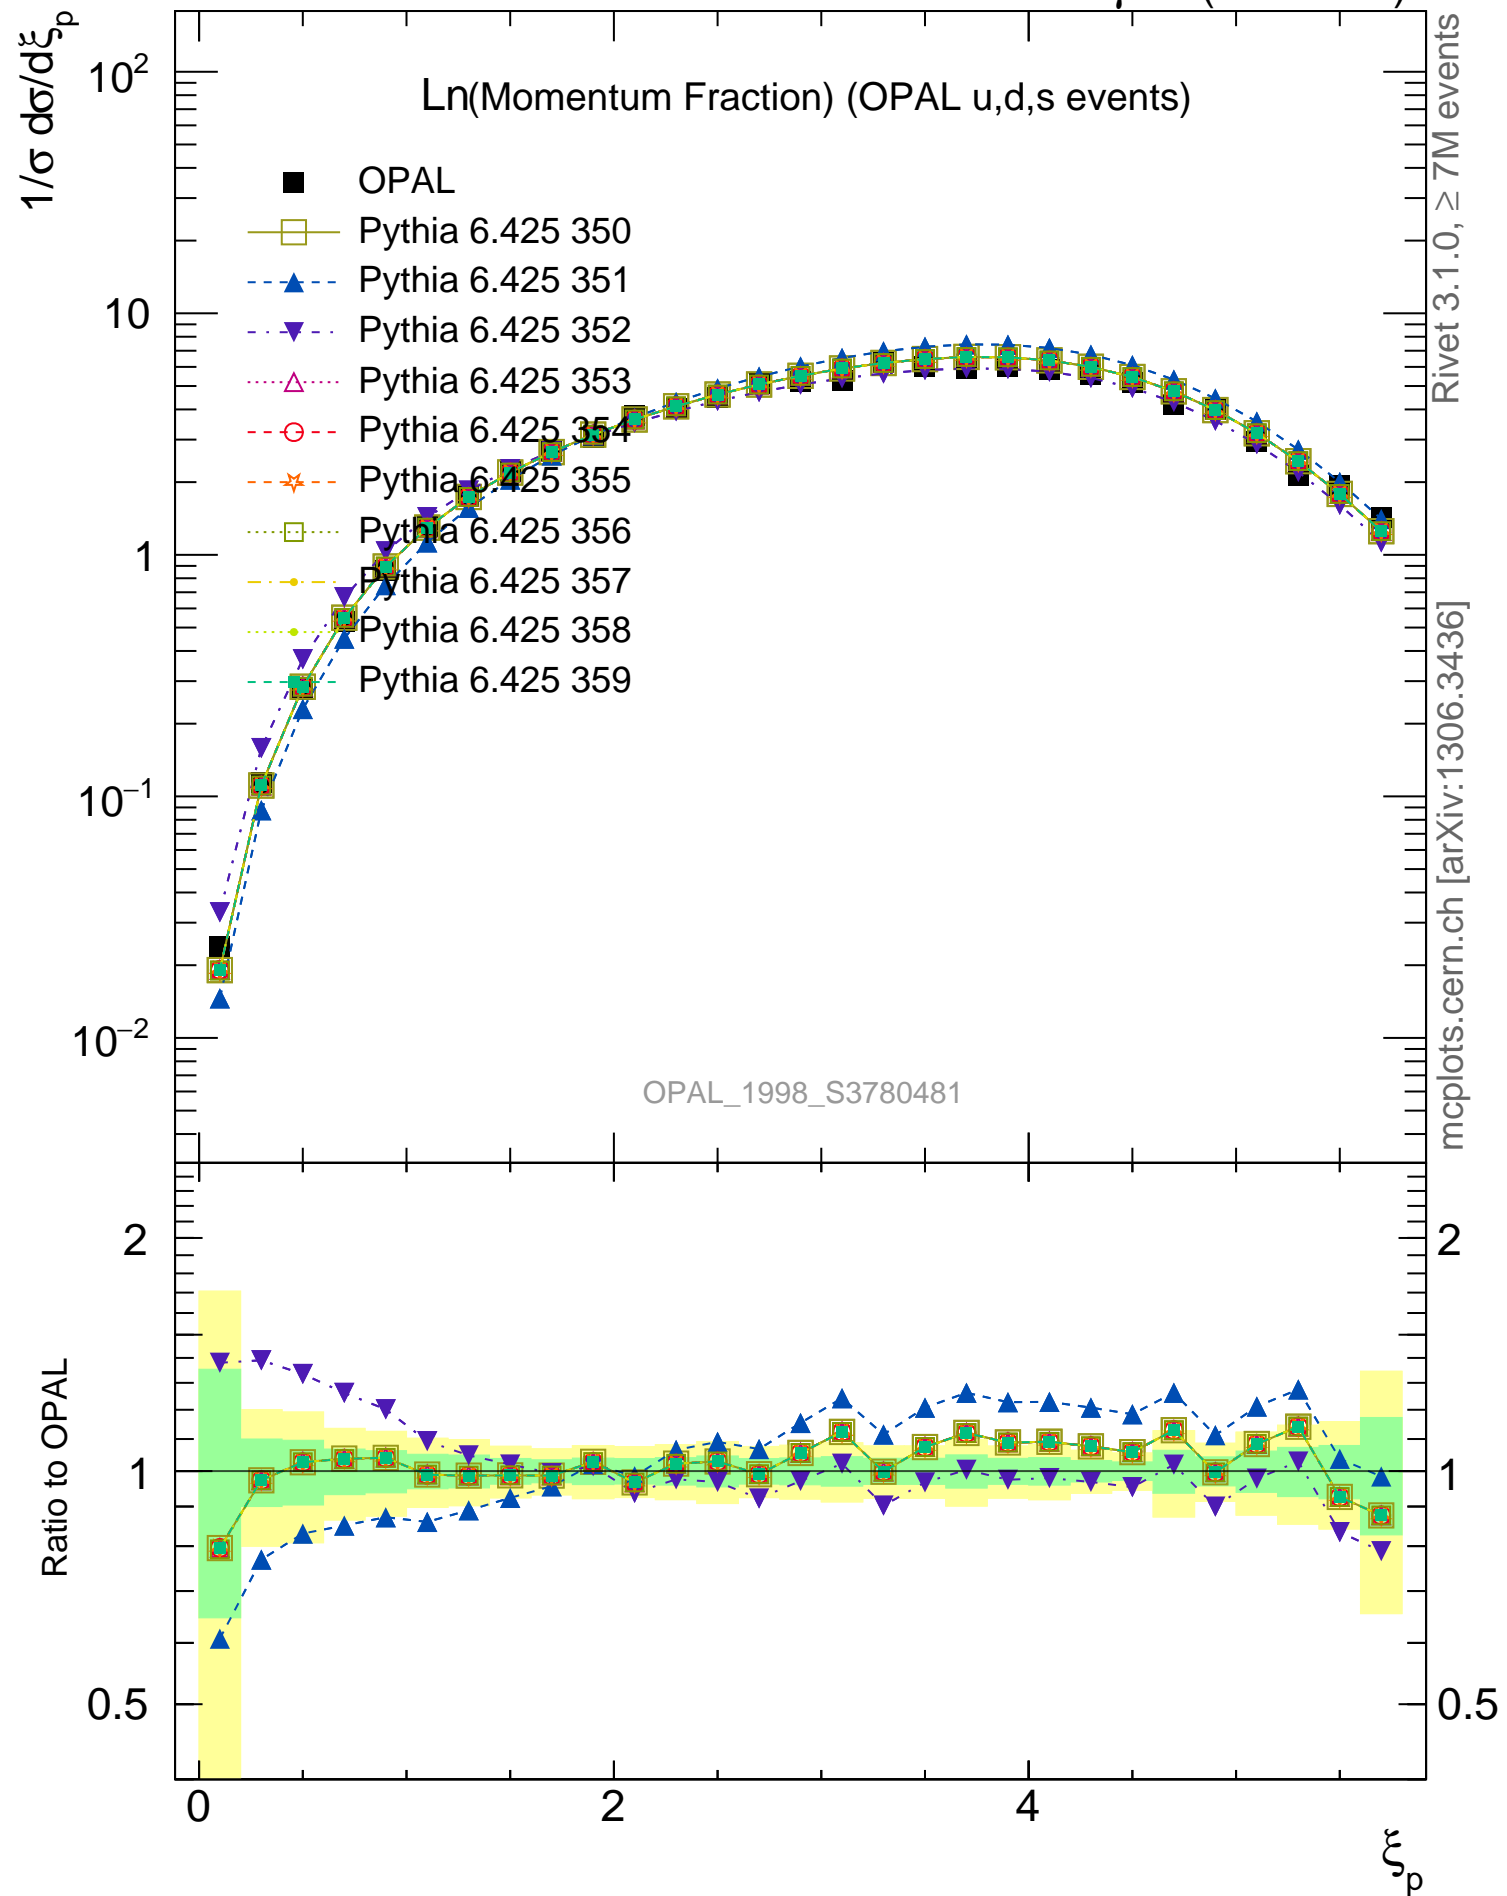 1/σ dσ/dξp
Ln(Momentum Fraction) (OPAL u,d,s events)
10²
10
1
10⁻¹
10⁻²
OPAL
Pythia 6.425 350
Pythia 6.425 351
Pythia 6.425 352
Pythia 6.425 353
Pythia 6.425 354
Pythia 6.425 355
Pythia 6.425 356
Pythia 6.425 357
Pythia 6.425 358
Pythia 6.425 359
OPAL_1998_S3780481
Rivet 3.1.0, ≥ 7M events
mcplots.cern.ch [arXiv:1306.3436]
Ratio to OPAL
2
1
0.5
2
1
0.5
0
2
4
ξp